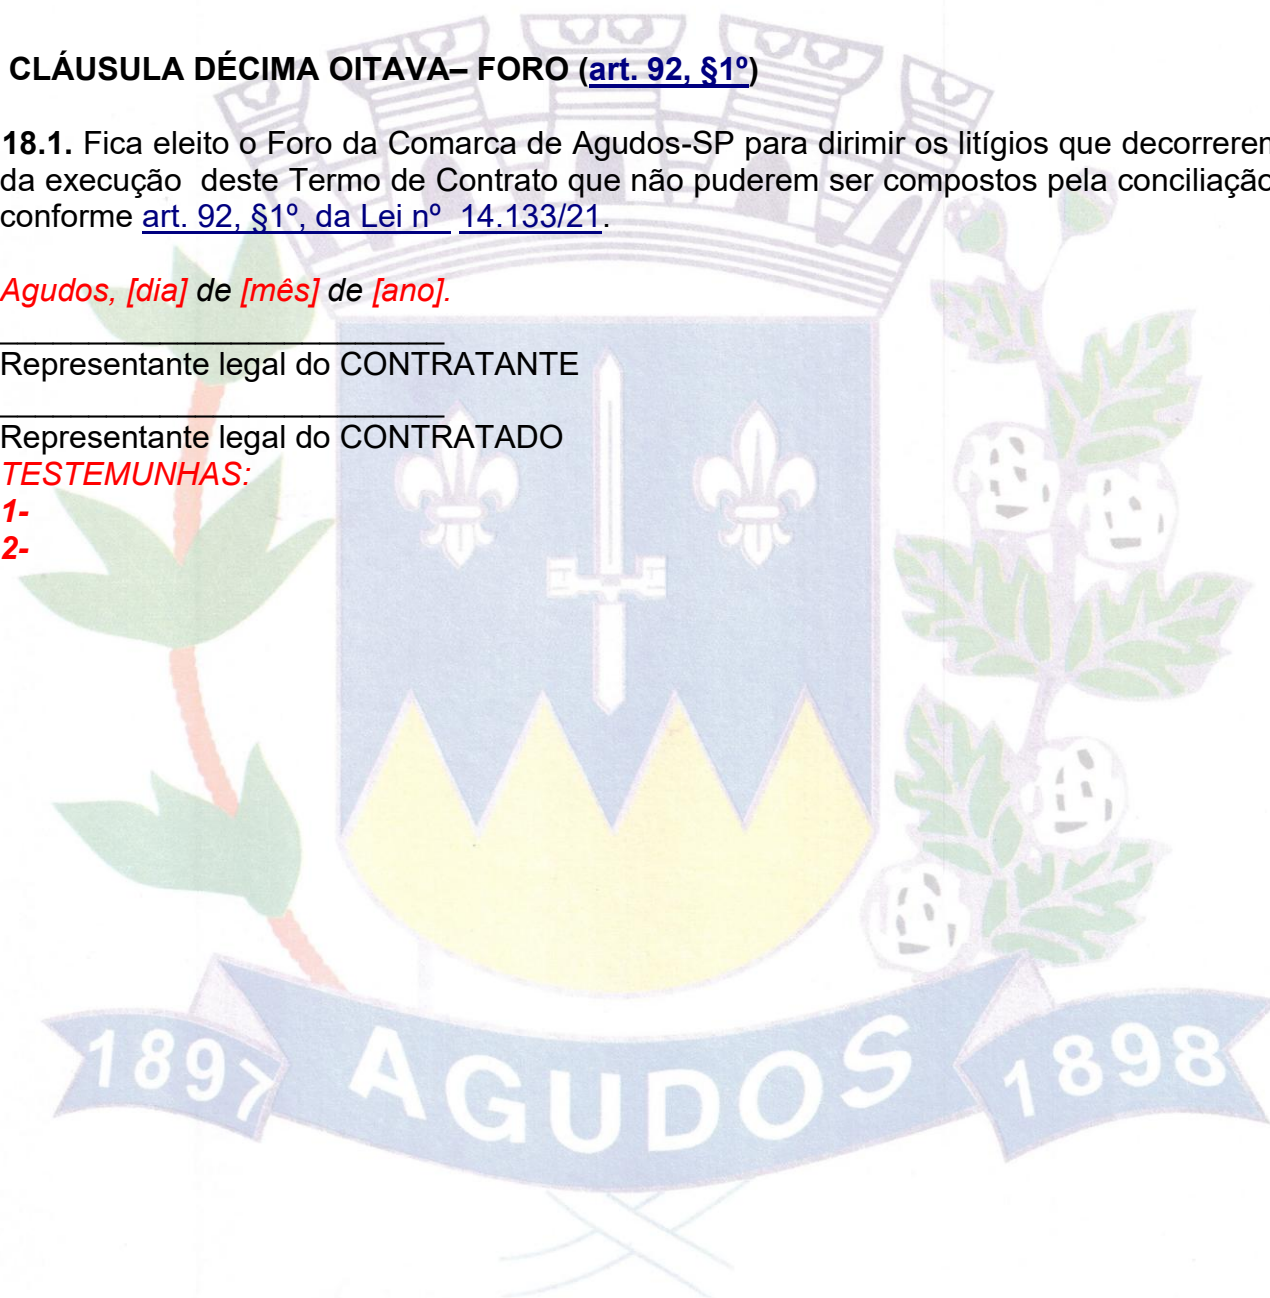 CLÁUSULA DÉCIMA OITAVA– FORO (art. 92, §1º)
18.1. Fica eleito o Foro da Comarca de Agudos-SP para dirimir os litígios que decorreren
da execução deste Termo de Contrato que não puderem ser compostos pela conciliação
conforme art. 92, §1º, da Lei nº 14.133/21.
Agudos, [dia] de [mês] de [ano].
_________________________
Representante legal do CONTRATANTE
_________________________
Representante legal do CONTRATADO
TESTEMUNHAS:
1-
2-
1897 AGUDOS 1898